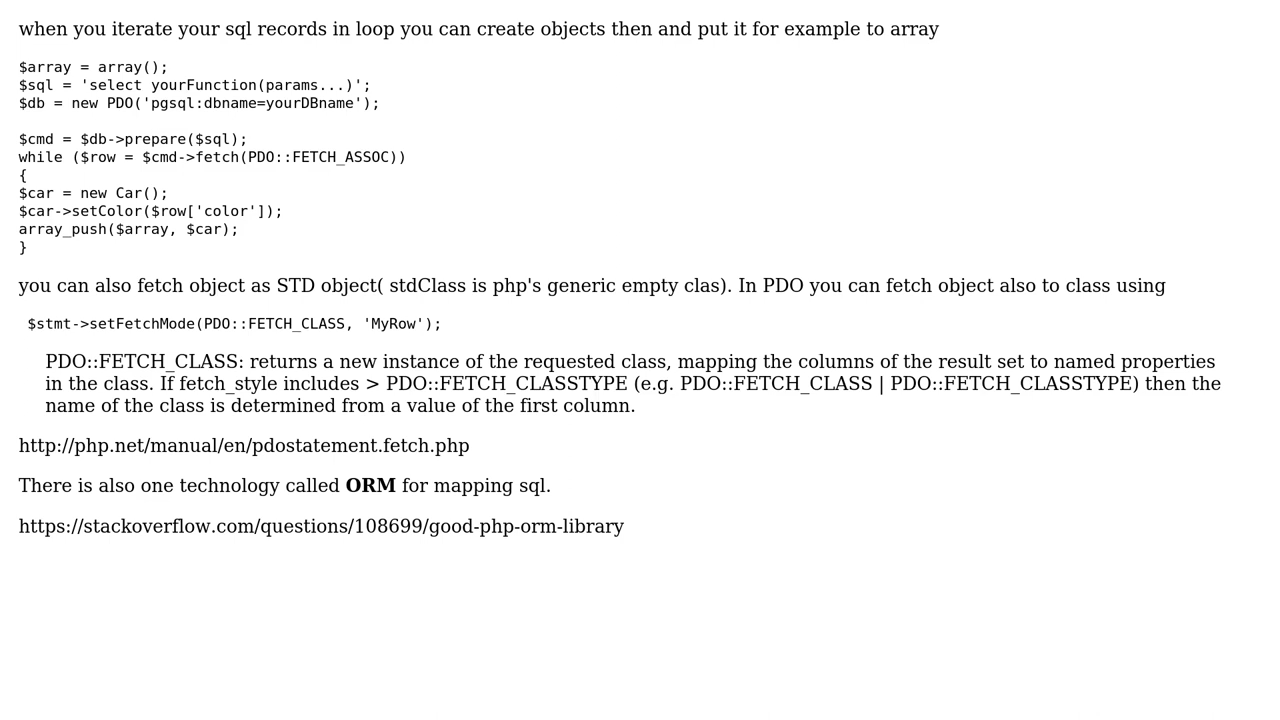 when you iterate your sql records in loop you can create objects then and put it for example to array
$array = array();
$sql = 'select yourFunction(params...)';
$db = new PDO('pgsql:dbname=yourDBname');
$cmd = $db->prepare($sql);
while ($row = $cmd->fetch(PDO::FETCH_ASSOC))
{
$car = new Car();
$car->setColor($row['color']);
array_push($array, $car);
}
you can also fetch object as STD object( stdClass is php's generic empty clas). In PDO you can fetch object also to class using
$stmt->setFetchMode(PDO::FETCH_CLASS, 'MyRow');
PDO::FETCH_CLASS: returns a new instance of the requested class, mapping the columns of the result set to named properties
in the class. If fetch_style includes > PDO::FETCH_CLASSTYPE (e.g. PDO::FETCH_CLASS | PDO::FETCH_CLASSTYPE) then the
name of the class is determined from a value of the first column.
http://php.net/manual/en/pdostatement.fetch.php
There is also one technology called ORM for mapping sql.
https://stackoverflow.com/questions/108699/good-php-orm-library